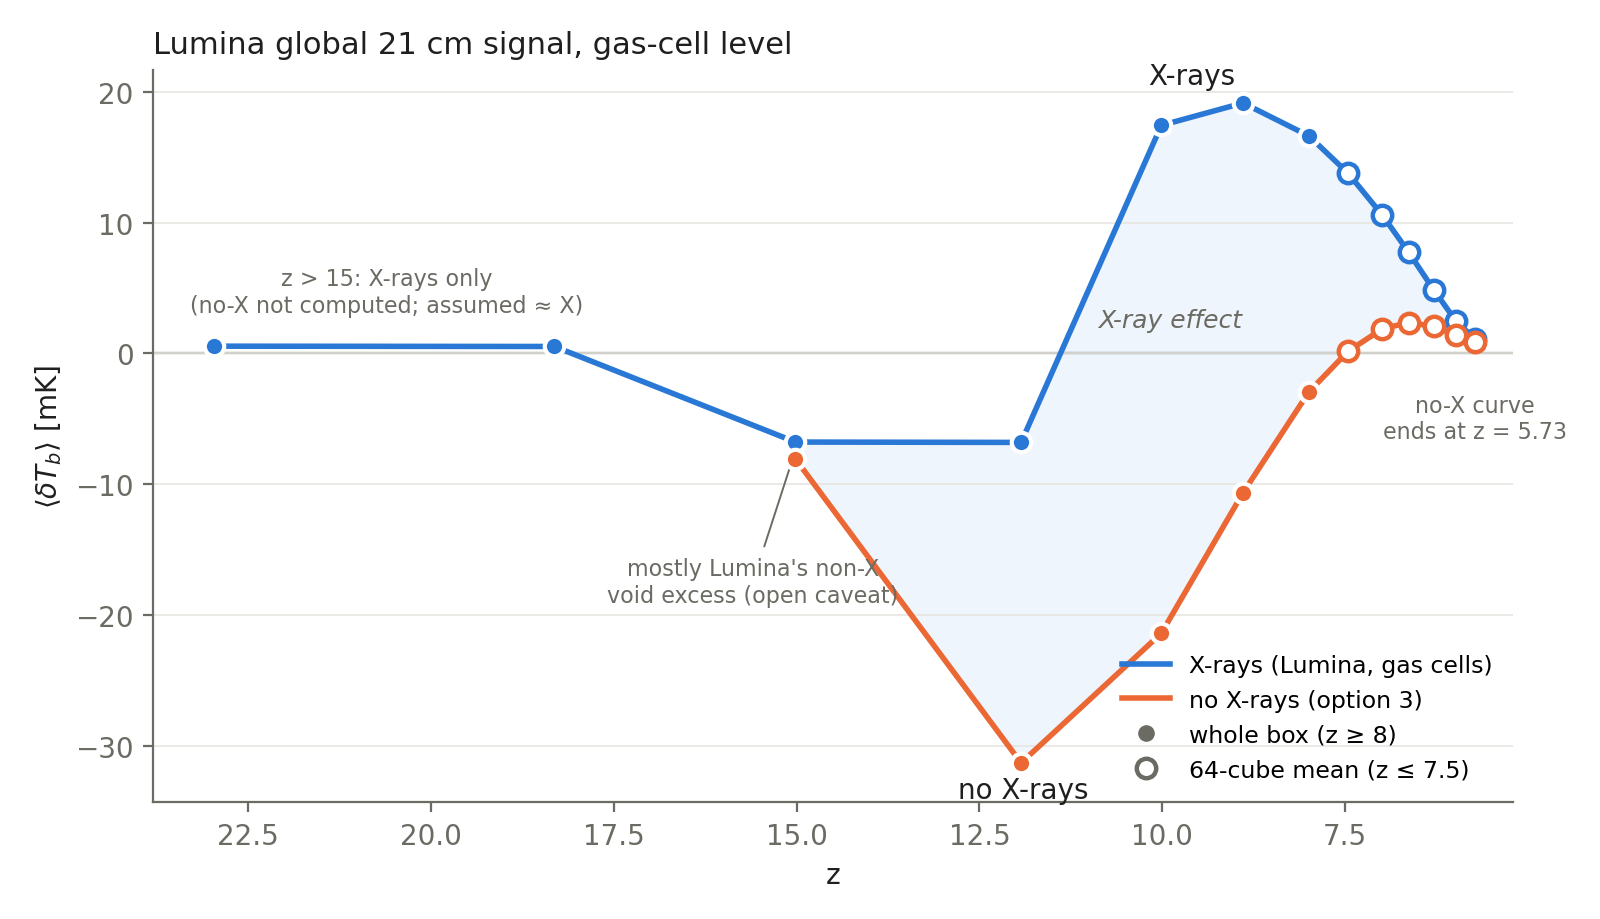 Lumina global 21 cm signal, gas-cell level
X-rays
20
10
0
−10
−20
−30
⟨δT_b⟩ [mK]
z > 15: X-rays only
(no-X not computed; assumed ≈ X)
X-ray effect
no-X curve
ends at z = 5.73
mostly Lumina's non-X
void excess (open caveat)
X-rays (Lumina, gas cells)
no X-rays (option 3)
whole box (z ≥ 8)
64-cube mean (z ≤ 7.5)
no X-rays
22.5 20.0 17.5 15.0 12.5 10.0 7.5
z